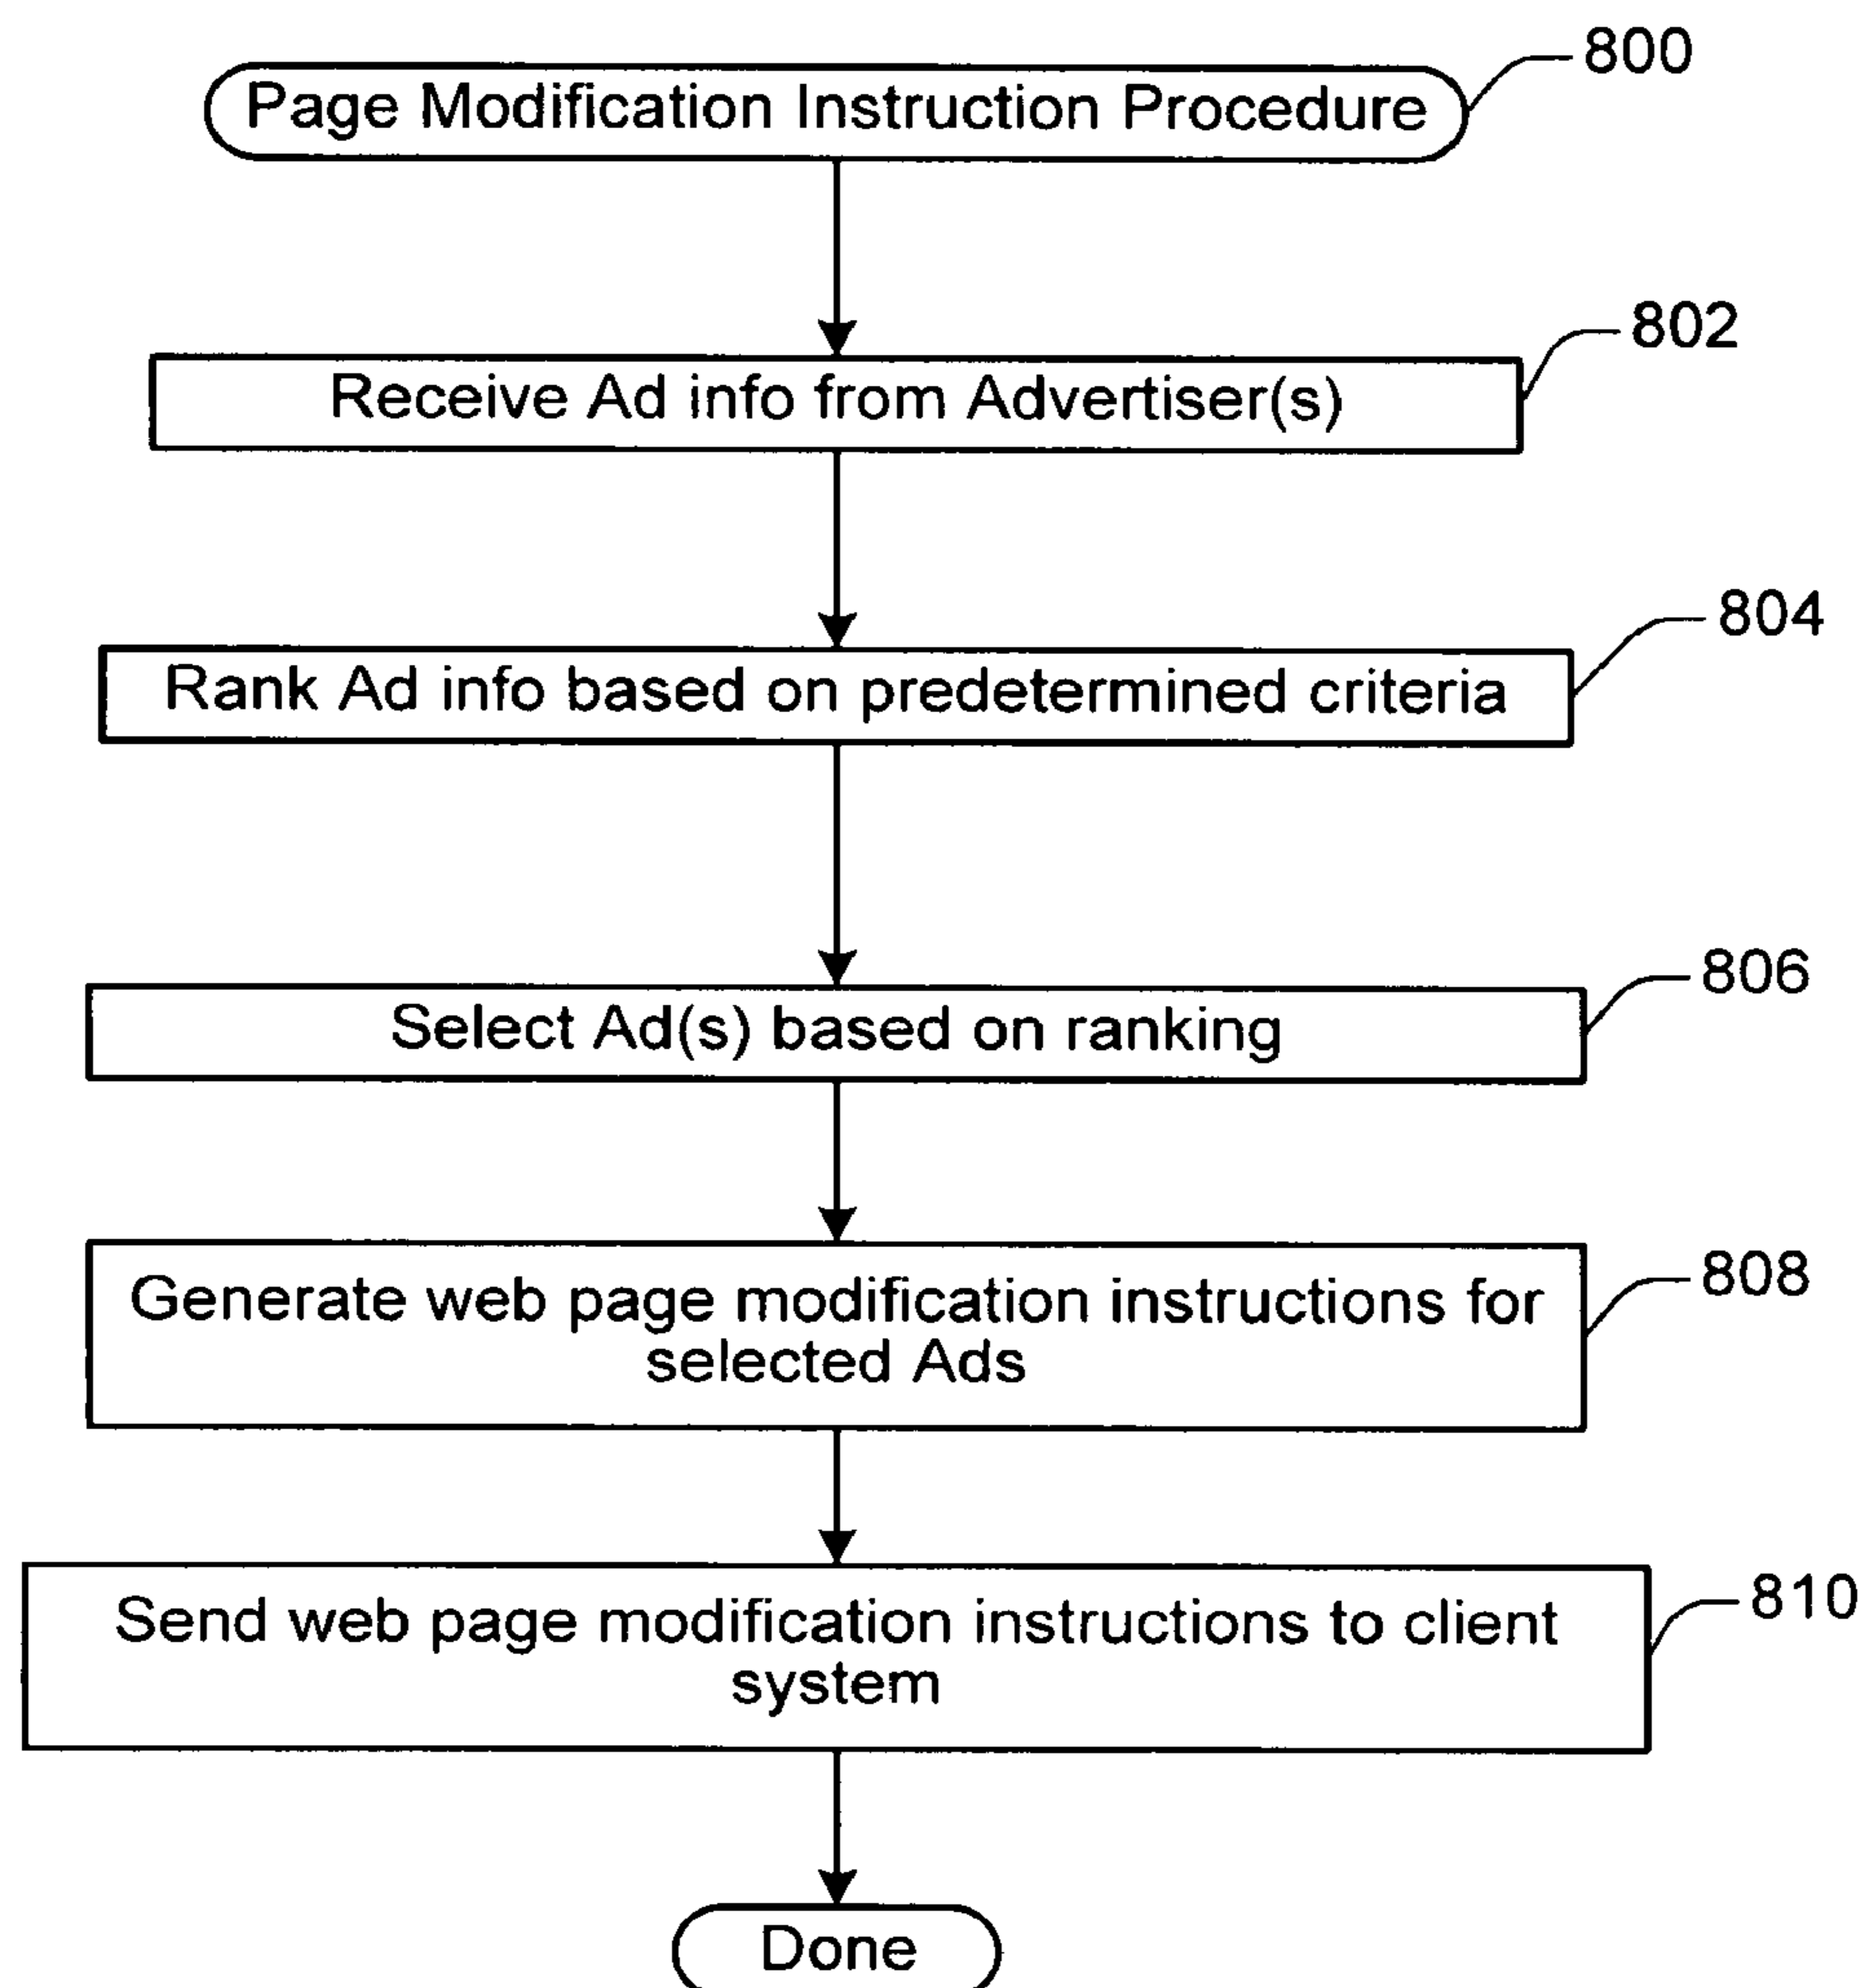 800
Page Modification Instruction Procedure
802
Receive Ad info from Advertiser(s)
804
Rank Ad info based on predetermined criteria
806
Select Ad(s) based on ranking
808
Generate web page modification instructions for
selected Ads
810
Send web page modification instructions to client
system
Done